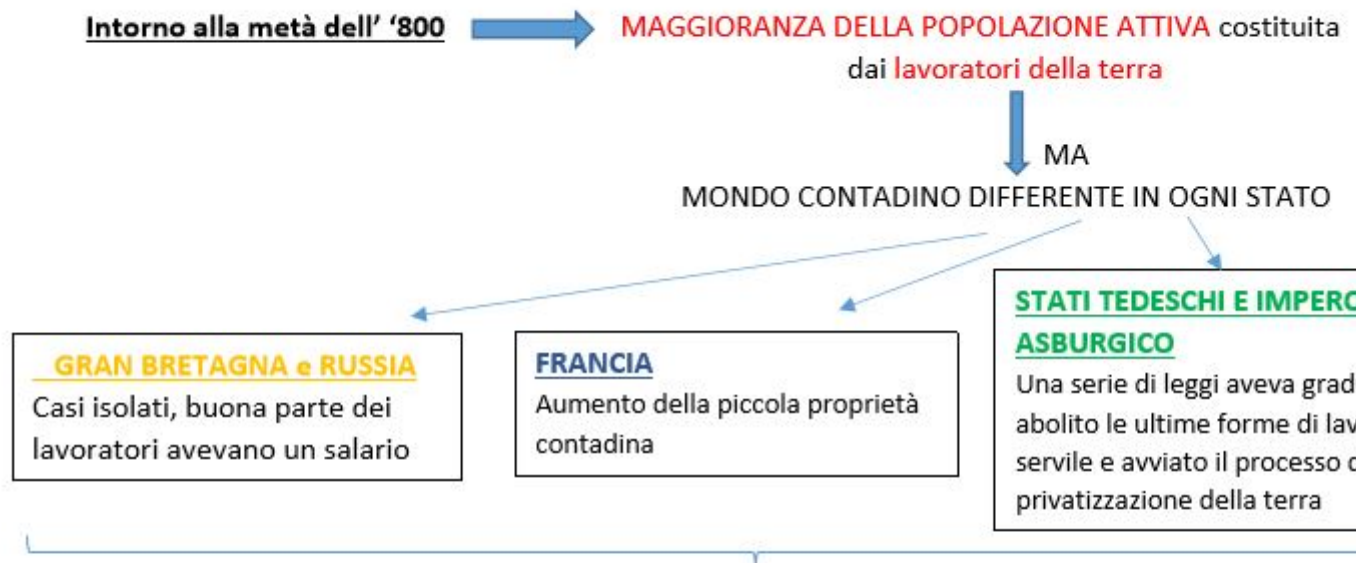 Intorno alla metà dell' '800
MAGGIORANZA DELLA POPOLAZIONE ATTIVA costituita
dai lavoratori della terra
MA
MONDO CONTADINO DIFFERENTE IN OGNI STATO
GRAN BRETAGNA e RUSSIA
Casi isolati, buona parte dei
lavoratori avevano un salario
FRANCIA
Aumento della piccola proprietà
contadina
STATI TEDESCHI E IMPERO
ASBURGICO
Una serie di leggi aveva
abolito le ultime forme di
servile e avviato il processo
privatizzazione della terra